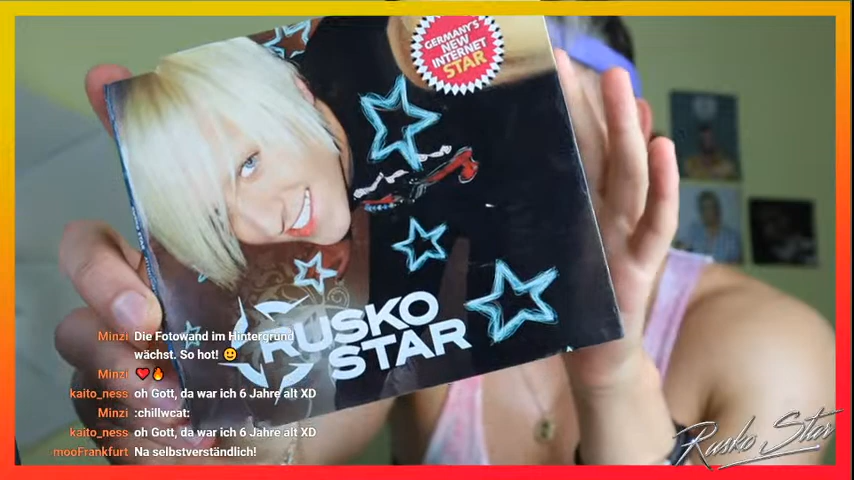 GERMANY'S
NEW
INTERNET
STAR
RUSKO
STAR
Minzi Die Fotowand im Hintergrund
wächst. So hot! 😃
Minzi ❤️🔥
kaito_ness oh Gott, da war ich 6 Jahre alt XD
Minzi :chillwcat:
kaito_ness oh Gott, da war ich 6 Jahre alt XD
mooFrankfurt Na selbstverständlich!
Rusko Star